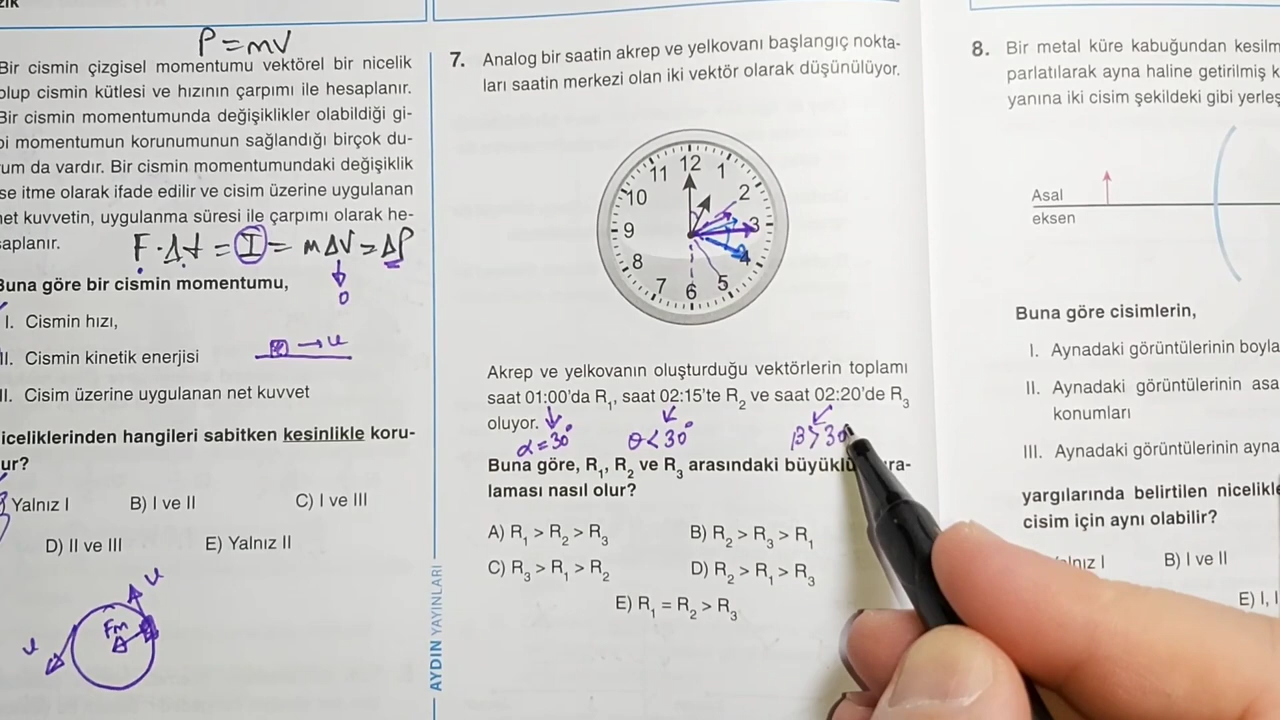 P = mV
Bir cismin çizgisel momentumu vektörel bir nicelik
olup cismin kütlesi ve hızının çarpımı ile hesaplanır.
Bir cismin momentumunda değişiklikler olabildiği gi-
bi momentumun korunumunun sağlandığı birçok du-
rum da vardır. Bir cismin momentumundaki değişiklik
ise itme olarak ifade edilir ve cisim üzerine uygulanan
net kuvvetin, uygulanma süresi ile çarpımı olarak he-
saplanır.
F·Δt = I = mΔV = ΔP
0
Buna göre bir cismin momentumu,
I. Cismin hızı,
II. Cismin kinetik enerjisi
II. Cisim üzerine uygulanan net kuvvet
niceliklerinden hangileri sabitken kesinlikle koru-
nur?
Yalnız I B) I ve II C) I ve III
D) II ve III E) Yalnız II
Fm
AYDIN YAYINLARI
7. Analog bir saatin akrep ve yelkovanı başlangıç nokta-
ları saatin merkezi olan iki vektör olarak düşünülüyor.
12 1 2 3 4 5 6 7 8 9 10 11
Akrep ve yelkovanın oluşturduğu vektörlerin toplamı
saat 01:00'da R₁, saat 02:15'te R₂ ve saat 02:20'de R₃
oluyor.
α = 30° θ < 30° β > 30
Buna göre, R₁, R₂ ve R₃ arasındaki büyüklü ra-
laması nasıl olur?
A) R₁ > R₂ > R₃ B) R₂ > R₃ > R₁
C) R₃ > R₁ > R₂ D) R₂ > R₁ > R₃
E) R₁ = R₂ > R₃
8. Bir metal küre kabuğundan kesilm
parlatılarak ayna haline getirilmiş k
yanına iki cisim şekildeki gibi yerleş
Asal
eksen
Buna göre cisimlerin,
I. Aynadaki görüntülerinin boyla
II. Aynadaki görüntülerinin asa
konumları
III. Aynadaki görüntülerinin ayna
yargılarında belirtilen nicelikle
cisim için aynı olabilir?
alnız I B) I ve II
E) I, I